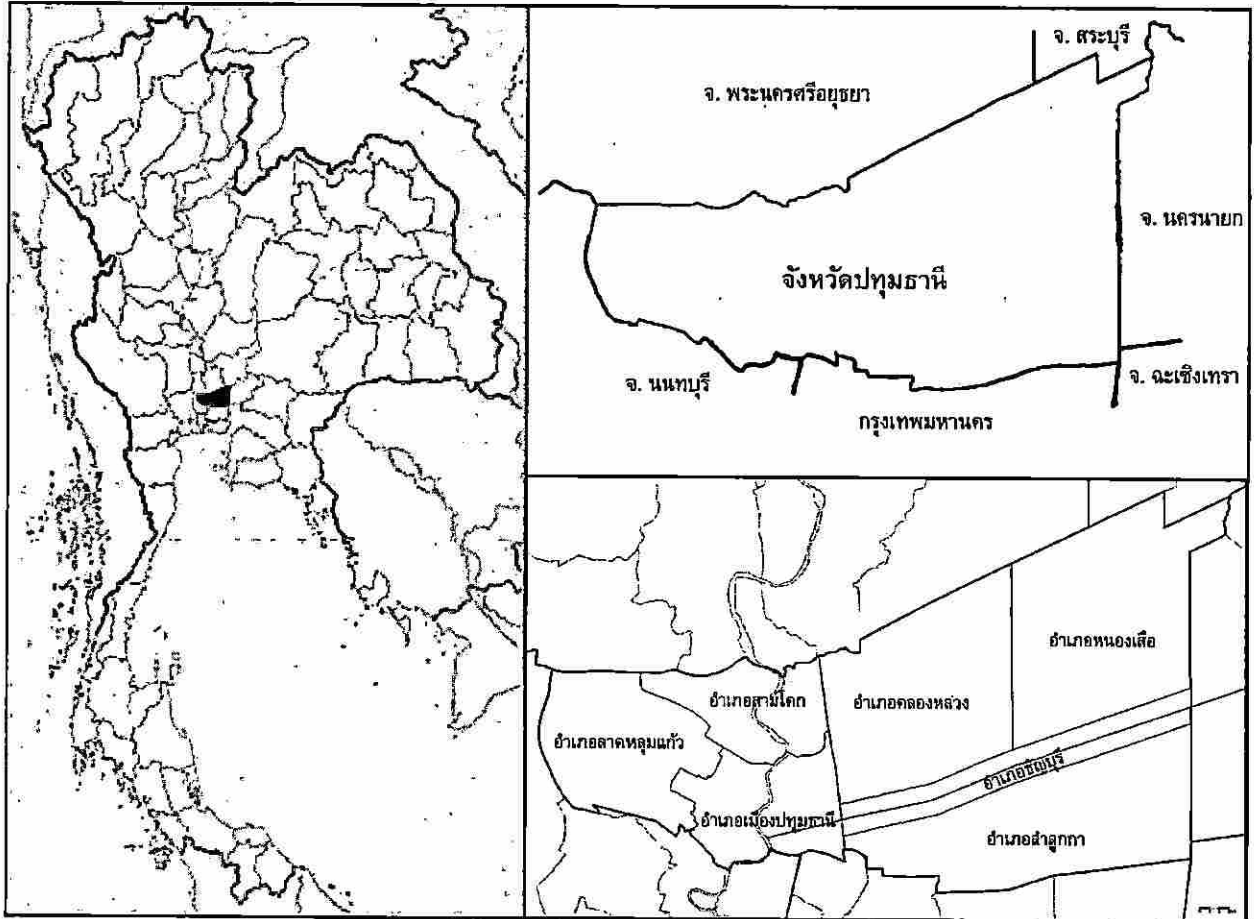 จ. สระบุรี
จ. พระนครศรีอยุธยา
จ. นครนายก
จังหวัดปทุมธานี
จ. นนทบุรี
จ. ฉะเชิงเทรา
กรุงเทพมหานคร
อำเภอหนองเสือ
อำเภอสามโคก
อำเภอคลองหลวง
อำเภอลาดหลุมแก้ว
อำเภอธัญบุรี
อำเภอเมืองปทุมธานี
อำเภอลำลูกกา